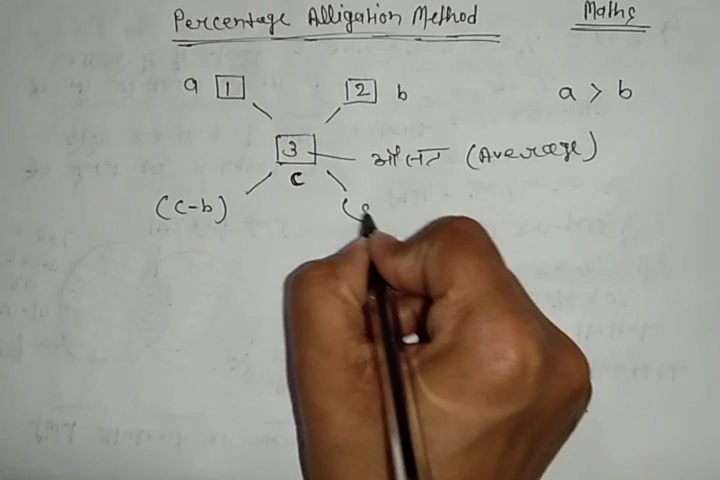 Percentage Alligation Method Maths
a 1 2 b a > b
3 औसत (Average)
c
(c-b) (